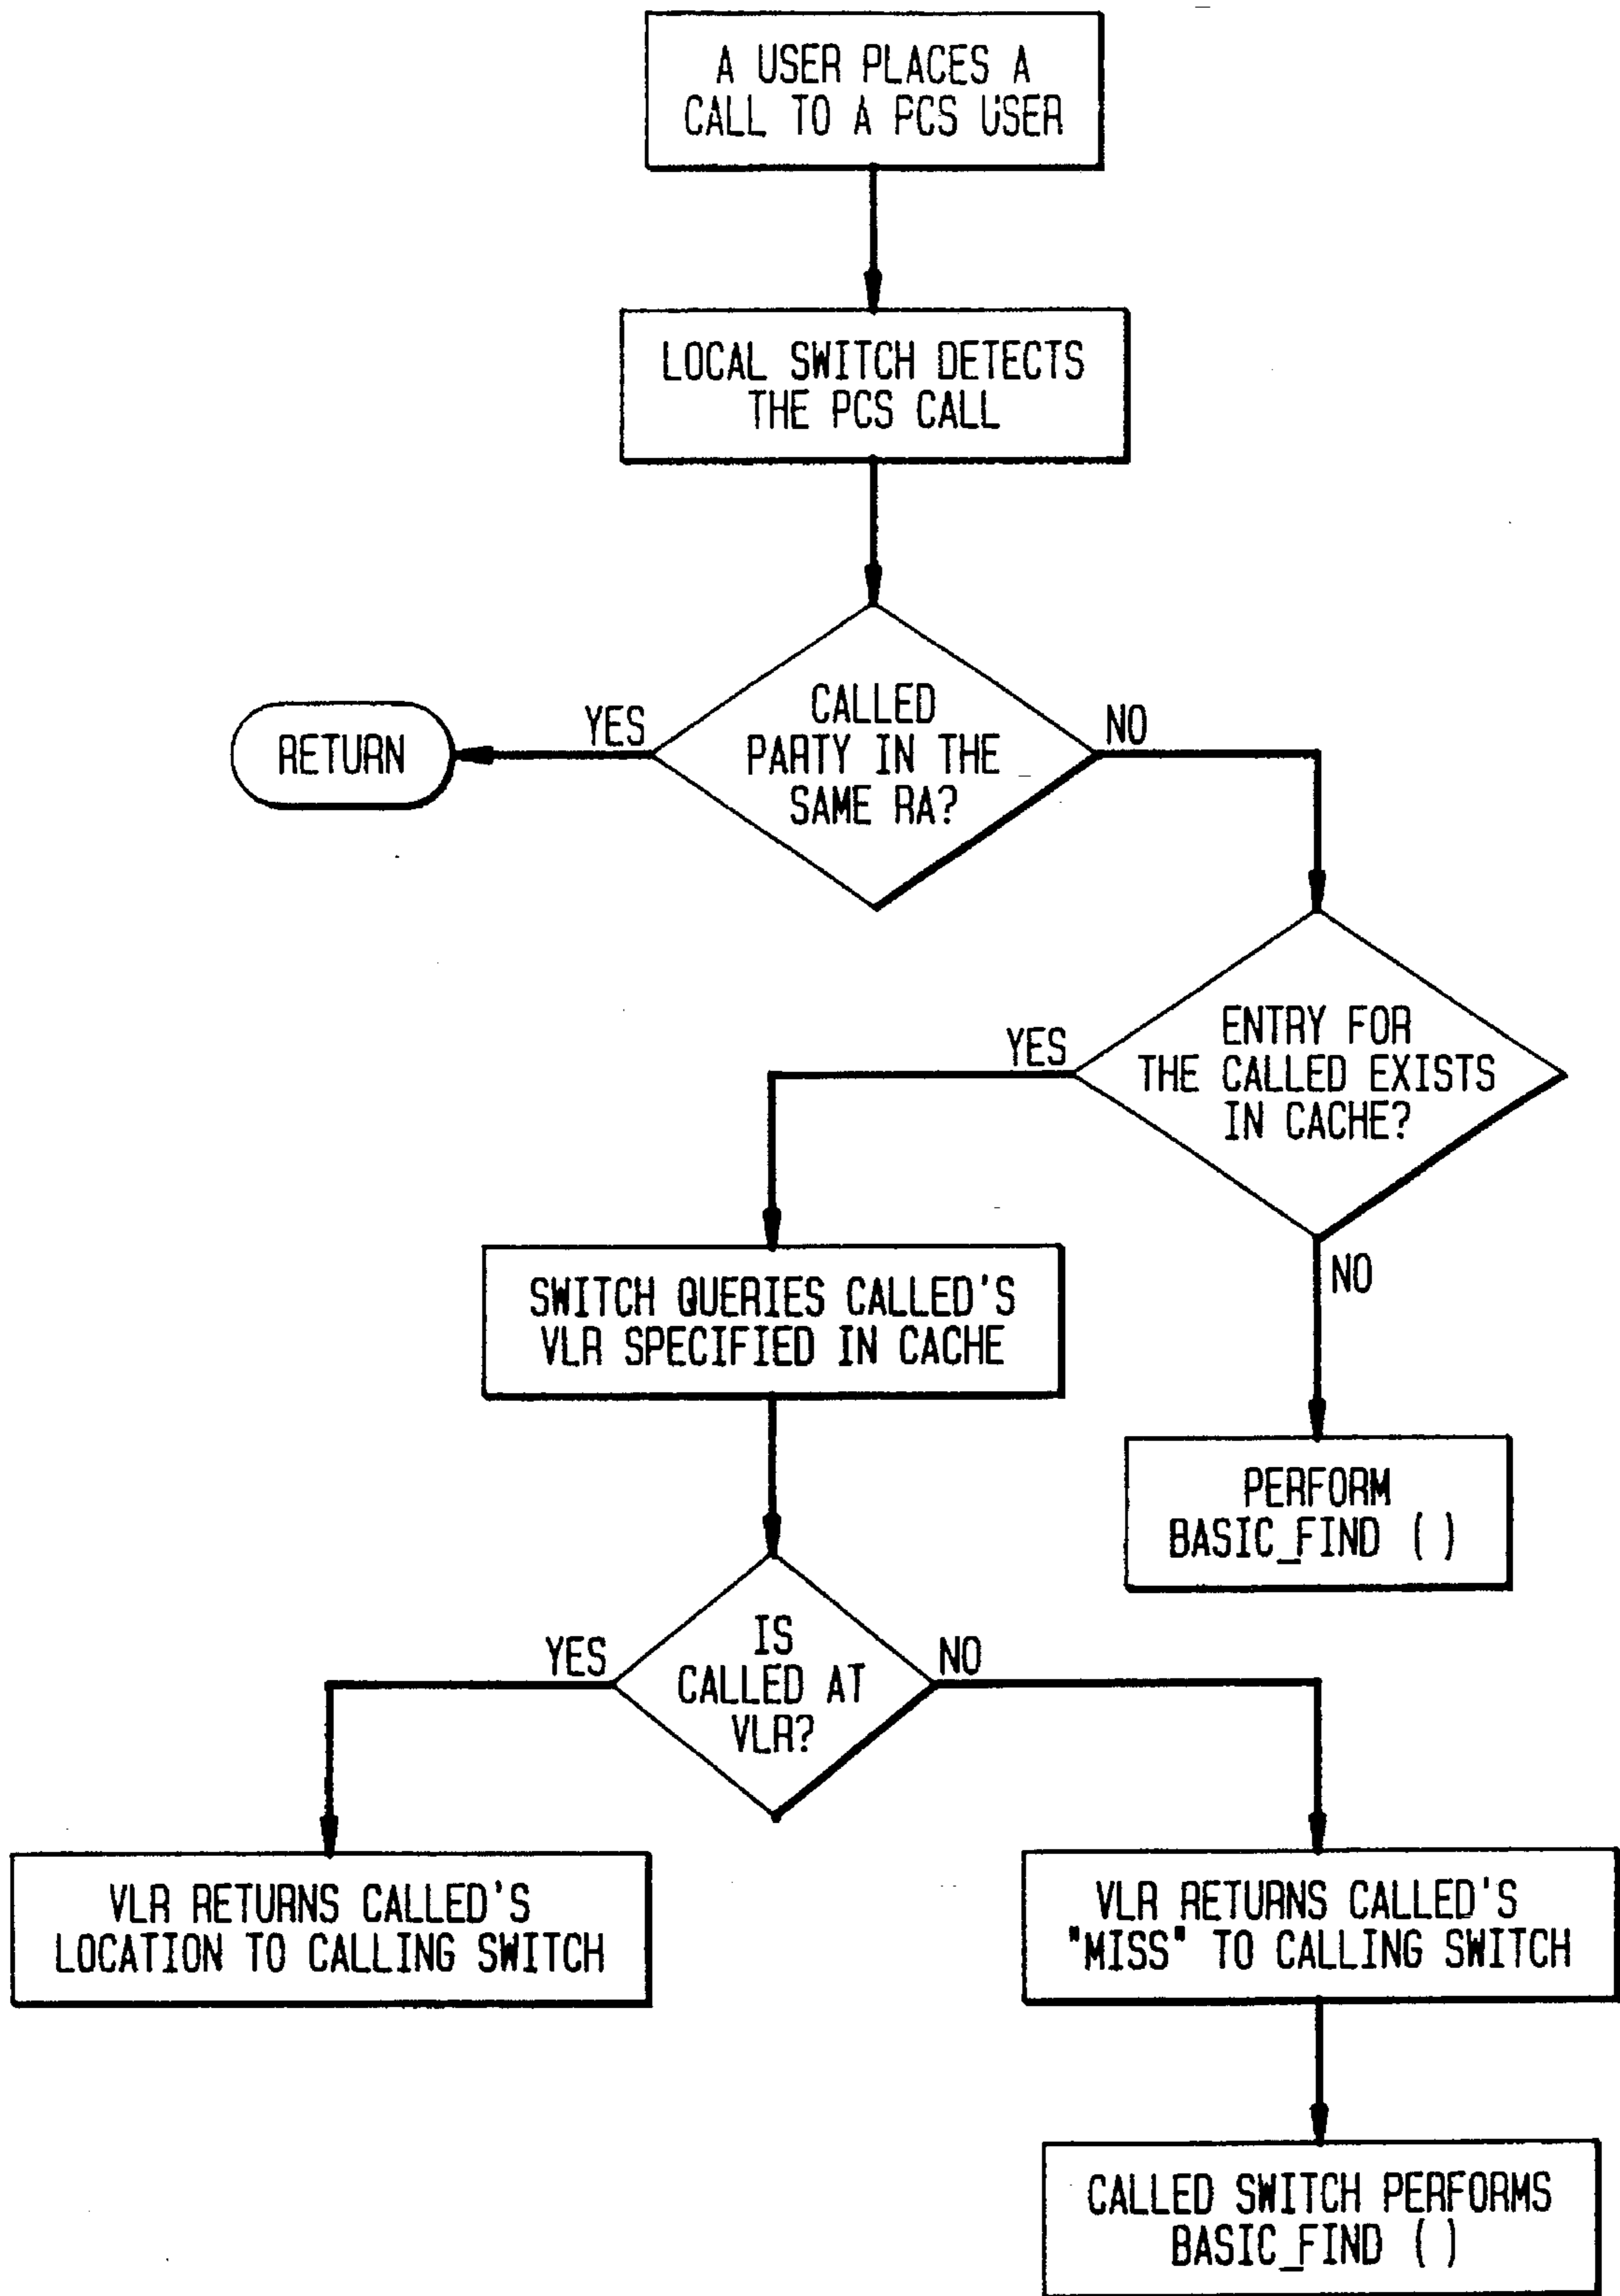 A USER PLACES A
CALL TO A PCS USER
LOCAL SWITCH DETECTS
THE PCS CALL
CALLED
PARTY IN THE
SAME RA?
YES
NO
RETURN
ENTRY FOR
THE CALLED EXISTS
IN CACHE?
YES
NO
SWITCH QUERIES CALLED'S
VLR SPECIFIED IN CACHE
PERFORM
BASIC_FIND ( )
IS
CALLED AT
VLR?
YES
NO
VLR RETURNS CALLED'S
LOCATION TO CALLING SWITCH
VLR RETURNS CALLED'S
"MISS" TO CALLING SWITCH
CALLED SWITCH PERFORMS
BASIC_FIND ( )